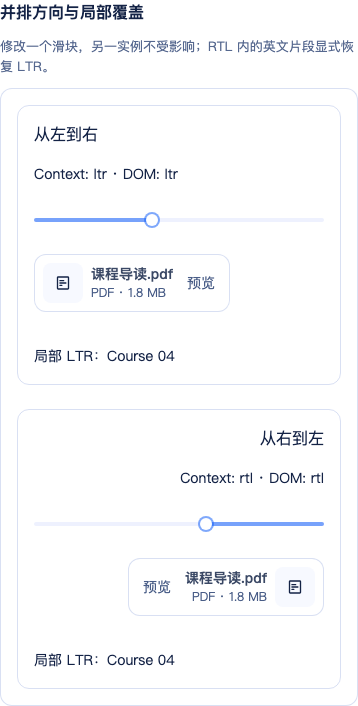 并排方向与局部覆盖
修改一个滑块，另一实例不受影响；RTL 内的英文片段显式恢
复 LTR。
从左到右
Context: ltr · DOM: ltr
课程导读.pdf
PDF · 1.8 MB
预览
局部 LTR：Course 04
从右到左
Context: rtl · DOM: rtl
预览
课程导读.pdf
PDF · 1.8 MB
局部 LTR：Course 04